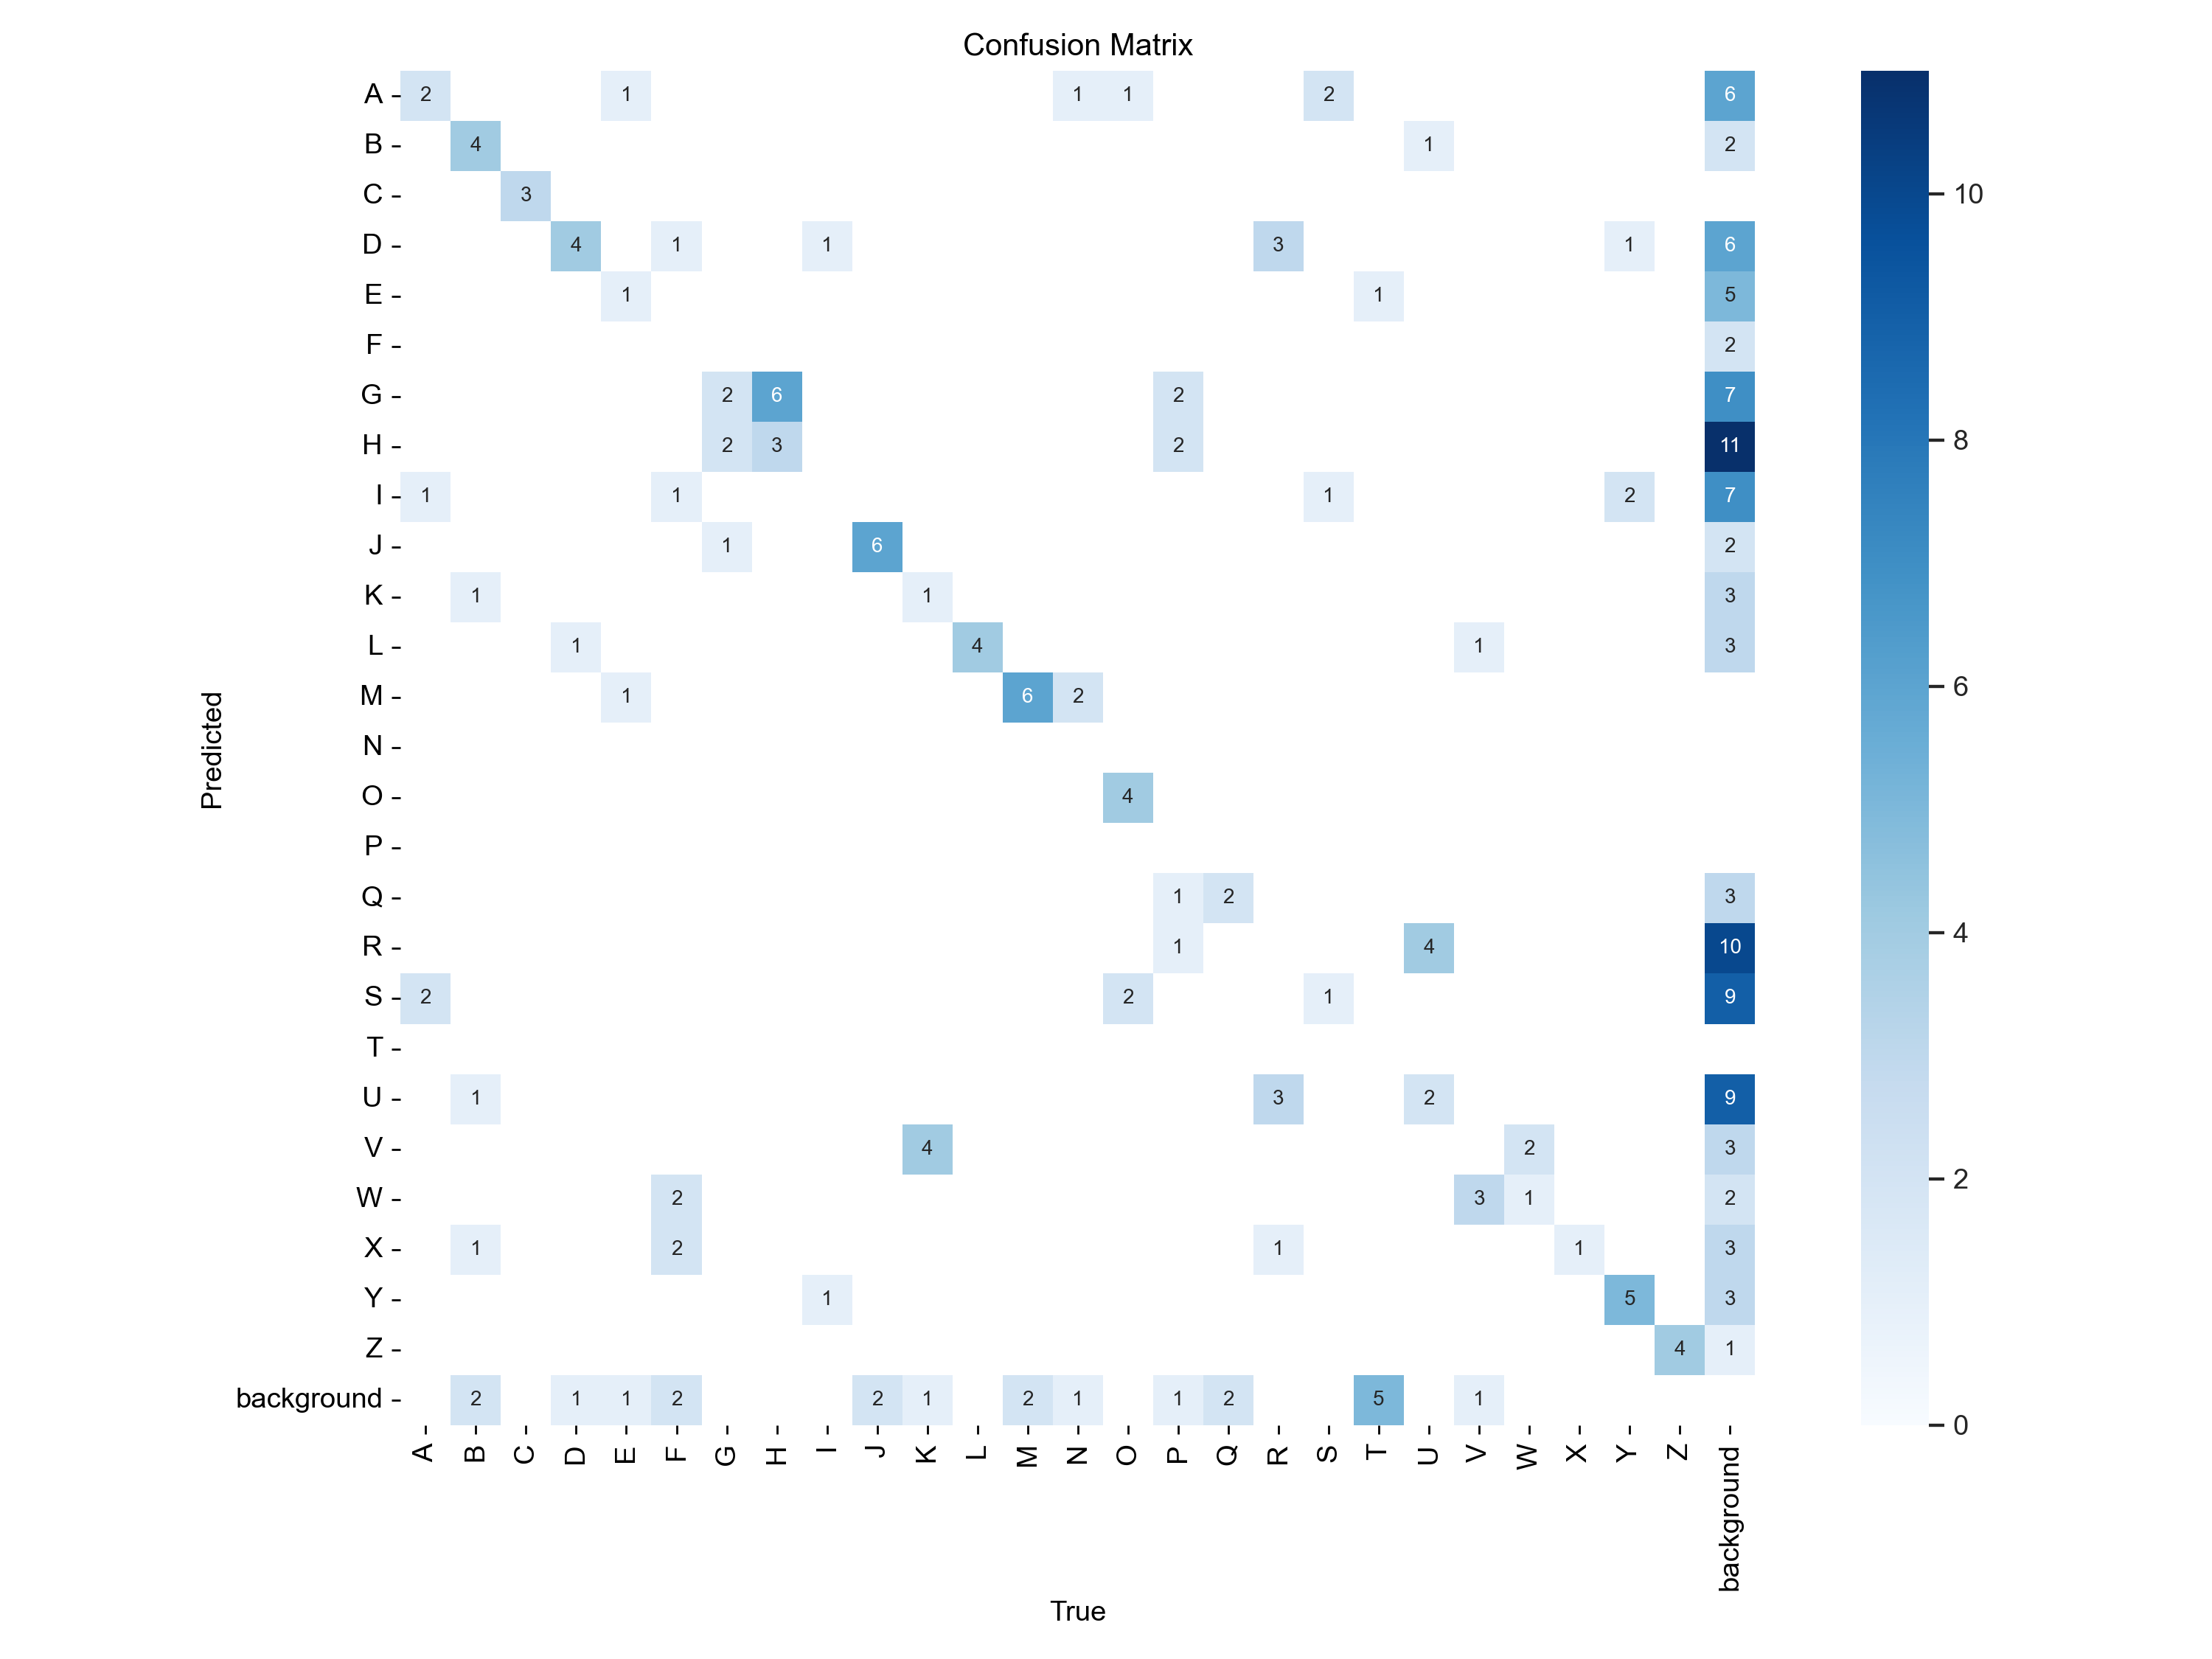 Confusion Matrix
A 2 1 1 1 2 6
B 4 1 2
C 3
D 4 1 1 3 1 6
E 1 1 5
F 2
G 2 6 2 7
H 2 3 2 11
I 1 1 1 2 7
J 1 6 2
K 1 1 3
L 1 4 1 3
M 1 6 2
N
O 4
P
Q 1 2 3
R 1 4 10
S 2 2 1 9
T
U 1 3 2 9
V 4 2 3
W 2 3 1 2
X 1 2 1 1 3
Y 1 5 3
Z 4 1
background 2 1 1 2 2 1 2 1 1 2 5 1
A B C D E F G H I J K L M N O P Q R S T U V W X Y Z background
True
Predicted
10
8
6
4
2
0